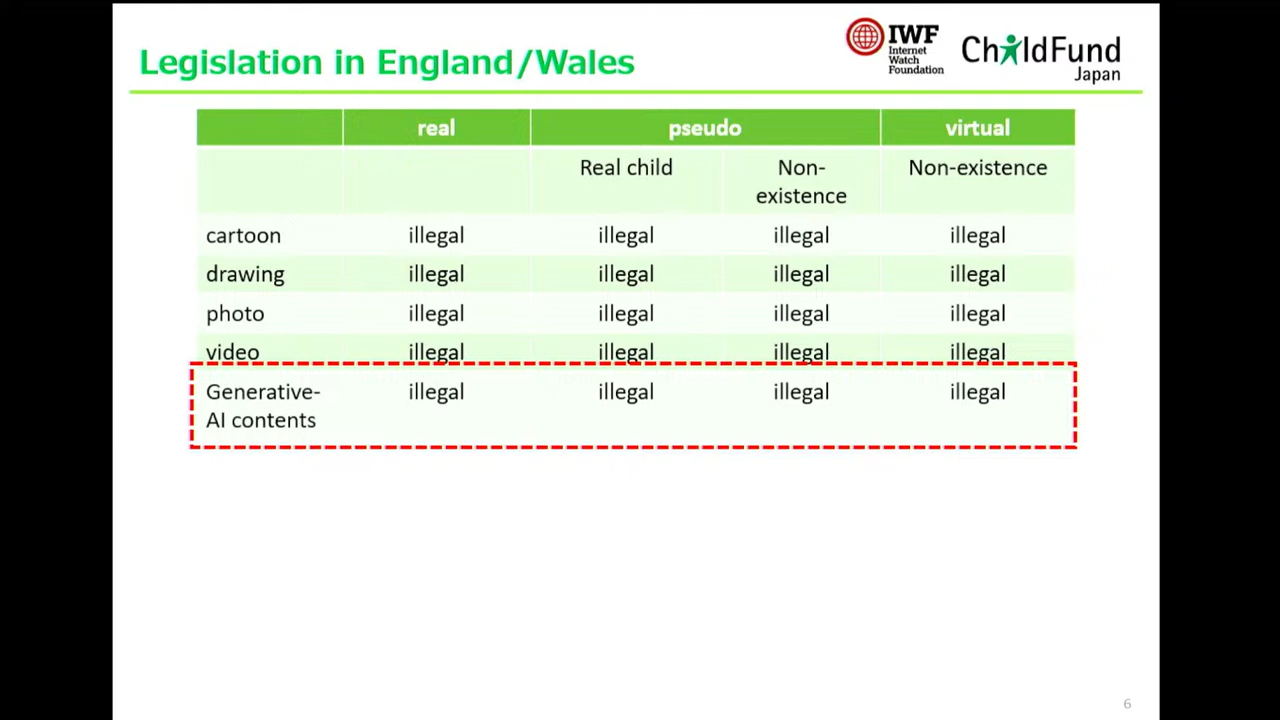 Legislation in England/Wales
IWF
Internet
Watch
Foundation
ChildFund
Japan
real pseudo virtual
Real child Non-existence Non-existence
cartoon illegal illegal illegal illegal
drawing illegal illegal illegal illegal
photo illegal illegal illegal illegal
video illegal illegal illegal illegal
Generative-
AI contents illegal illegal illegal illegal
6